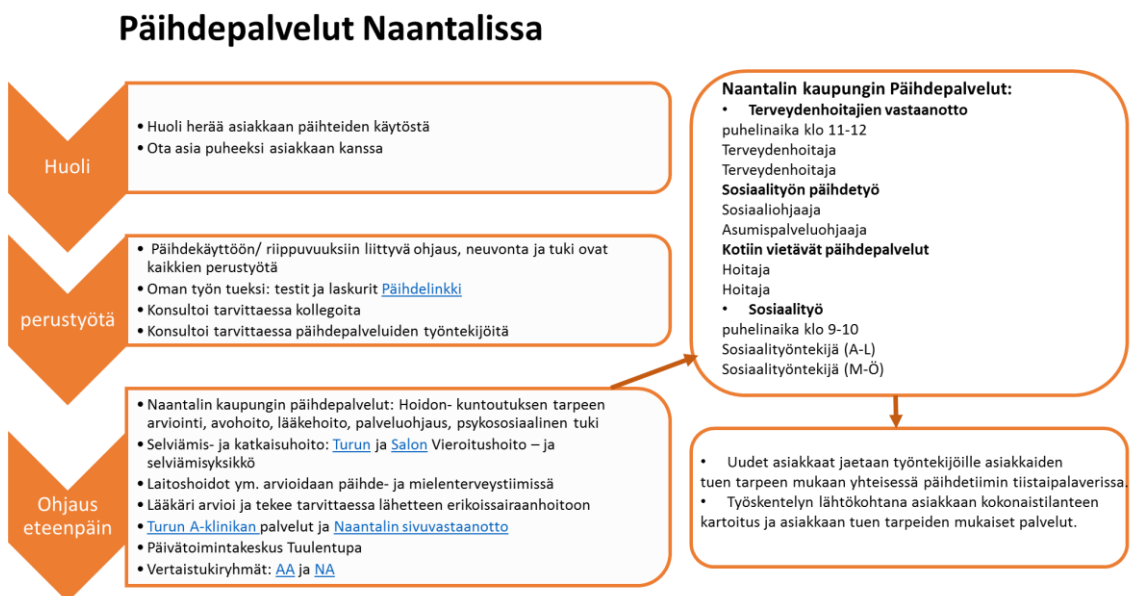 Päihdepalvelut Naantalissa
Huoli
• Huoli herää asiakkaan päihteiden käytöstä
• Ota asia puheeksi asiakkaan kanssa
perustyötä
• Päihdekäyttöön/ riippuvuuksiin liittyvä ohjaus, neuvonta ja tuki ovat
kaikkien perustyötä
• Oman työn tueksi: testit ja laskurit Päihdelinkki
• Konsultoi tarvittaessa kollegoita
• Konsultoi tarvittaessa päihdepalveluiden työntekijöitä
Ohjaus
eteenpäin
• Naantalin kaupungin päihdepalvelut: Hoidon- kuntoutuksen tarpeen
arviointi, avohoito, lääkehoito, palveluohjaus, psykososiaalinen tuki
• Selviämis- ja katkaisuhoito: Turun ja Salon Vieroitushoito – ja
selviämisyksikkö
• Laitoshoidot ym. arvioidaan päihde- ja mielenterveystiimissä
• Lääkäri arvioi ja tekee tarvittaessa lähetteen erikoissairaanhoitoon
• Turun A-klinikan palvelut ja Naantalin sivuvastaanotto
• Päivätoimintakeskus Tuulentupa
• Vertaistukiryhmät: AA ja NA
Naantalin kaupungin Päihdepalvelut:
• Terveydenhoitajien vastaanotto
puhelinaika klo 11-12
Terveydenhoitaja
Terveydenhoitaja
Sosiaalityön päihdetyö
Sosiaaliohjaaja
Asumispalveluohjaaja
Kotiin vietävät päihdepalvelut
Hoitaja
Hoitaja
• Sosiaalityö
puhelinaika klo 9-10
Sosiaalityöntekijä (A-L)
Sosiaalityöntekijä (M-Ö)
• Uudet asiakkaat jaetaan työntekijöille asiakkaiden
tuen tarpeen mukaan yhteisessä päihdetiimin tiistaipalaverissa.
• Työskentelyn lähtökohtana asiakkaan kokonaistilanteen
kartoitus ja asiakkaan tuen tarpeiden mukaiset palvelut.